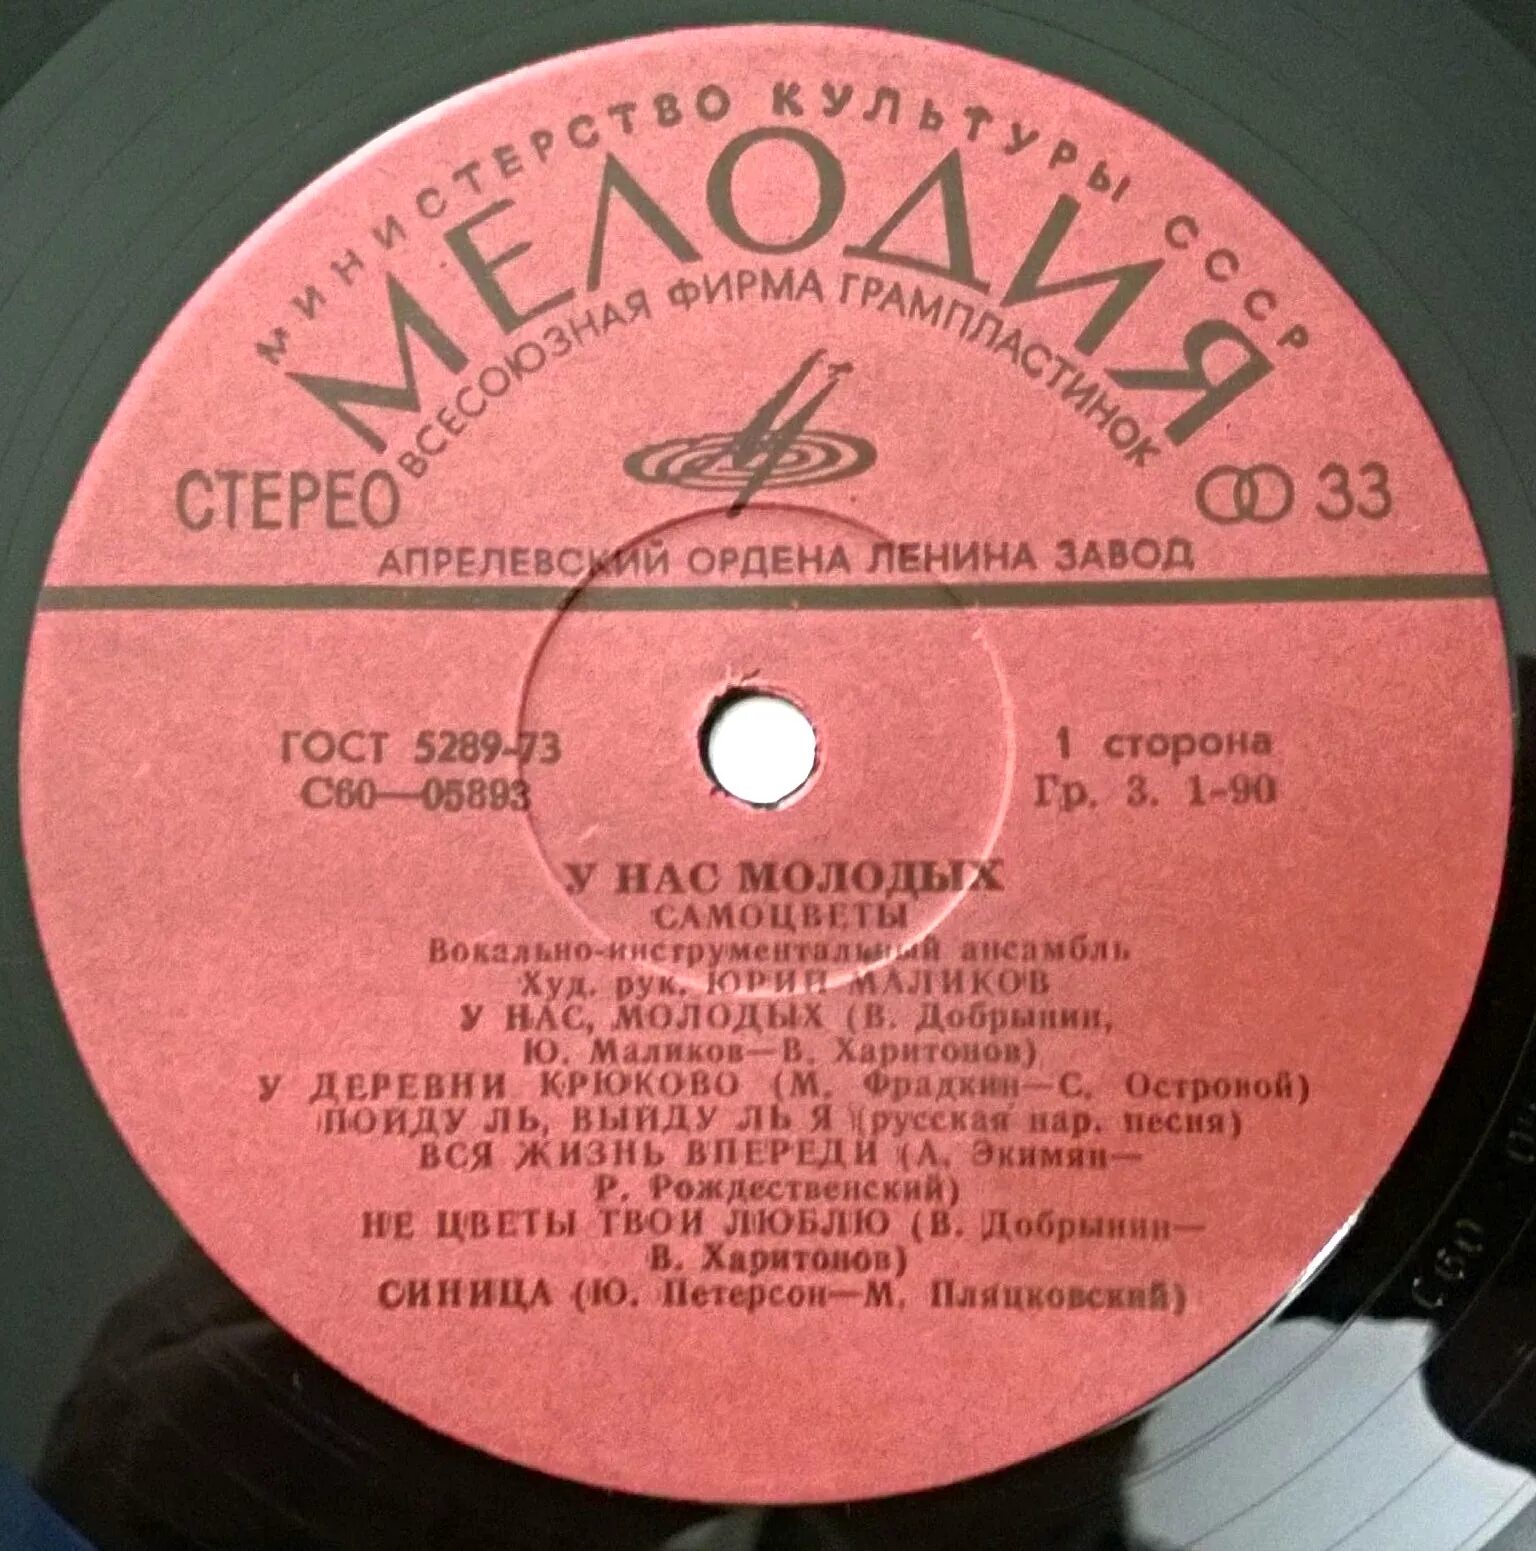 МИНИСТЕРСТВО КУЛЬТУРЫ СССР
МЕЛОДИЯ
ВСЕСОЮЗНАЯ ФИРМА ГРАМПЛАСТИНОК
СТЕРЕО
33
АПРЕЛЕВСКИЙ ОРДЕНА ЛЕНИНА ЗАВОД
ГОСТ 5289-73
1 сторона
С60—05893
Гр. 3. 1-90
У НАС МОЛОДЫХ
САМОЦВЕТЫ
Вокально-инструментальный ансамбль
Худ. рук. ЮРИЙ МАЛИКОВ
У НАС, МОЛОДЫХ (В. Добрынин,
Ю. Маликов—В. Харитонов)
У ДЕРЕВНИ КРЮКОВО (М. Фрадкин—С. Островой)
ПОЙДУ ЛЬ, ВЫЙДУ ЛЬ Я (русская нар. песня)
ВСЯ ЖИЗНЬ ВПЕРЕДИ (А. Экимян—
Р. Рождественский)
НЕ ЦВЕТЫ ТВОИ ЛЮБЛЮ (В. Добрынин—
В. Харитонов)
СИНИЦА (Ю. Петерсон—М. Пляцковский)
С60